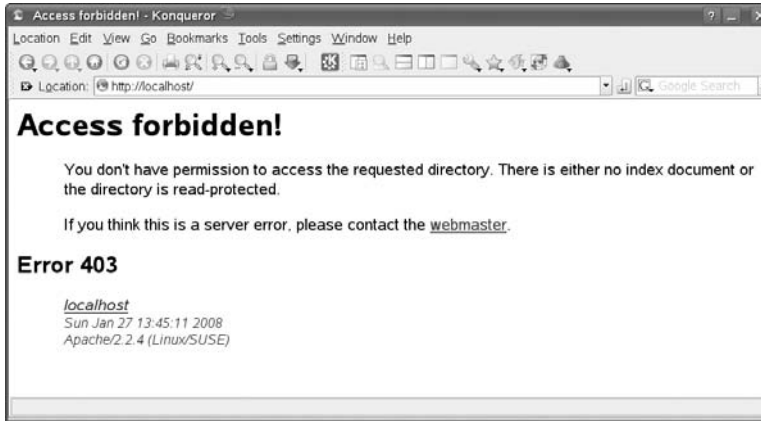 Access forbidden! - Konqueror
Location Edit View Go Bookmarks Tools Settings Window Help
Location: http://localhost/
Google Search
Access forbidden!
You don't have permission to access the requested directory. There is either no index document or
the directory is read-protected.
If you think this is a server error, please contact the webmaster.
Error 403
localhost
Sun Jan 27 13:45:11 2008
Apache/2.2.4 (Linux/SUSE)